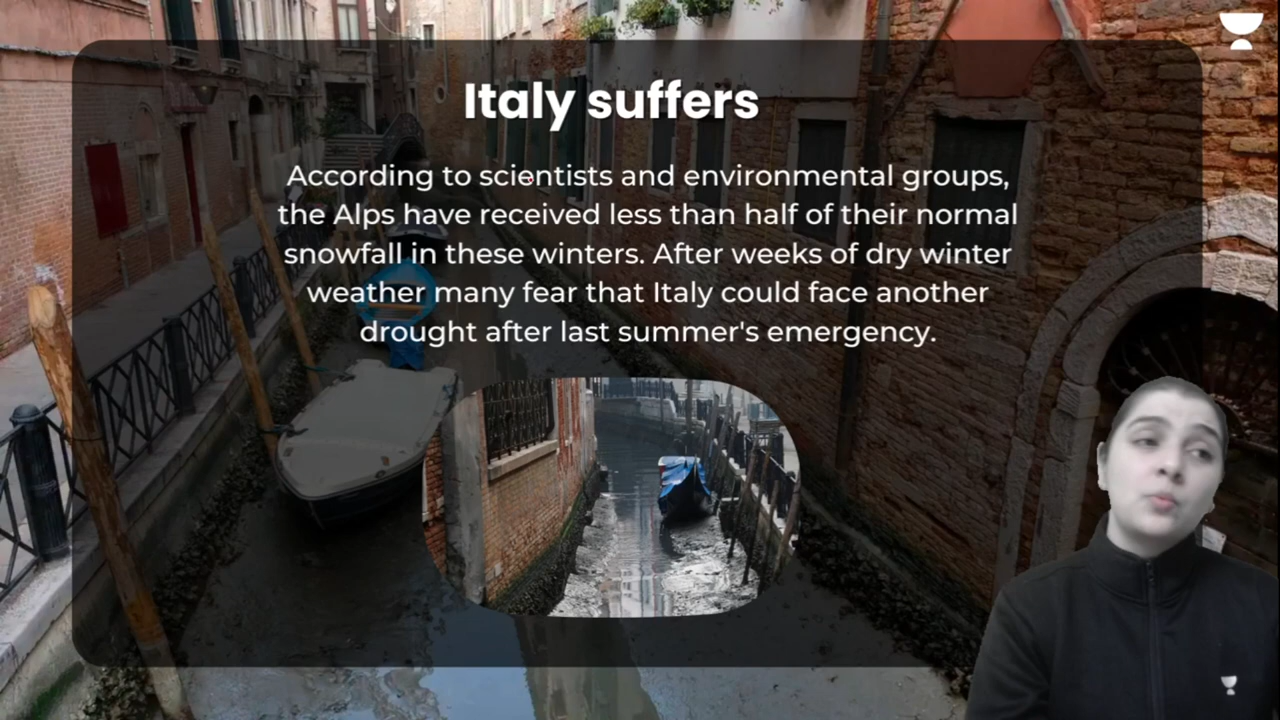 Italy suffers
According to scientists and environmental groups,
the Alps have received less than half of their normal
snowfall in these winters. After weeks of dry winter
weather many fear that Italy could face another
drought after last summer's emergency.